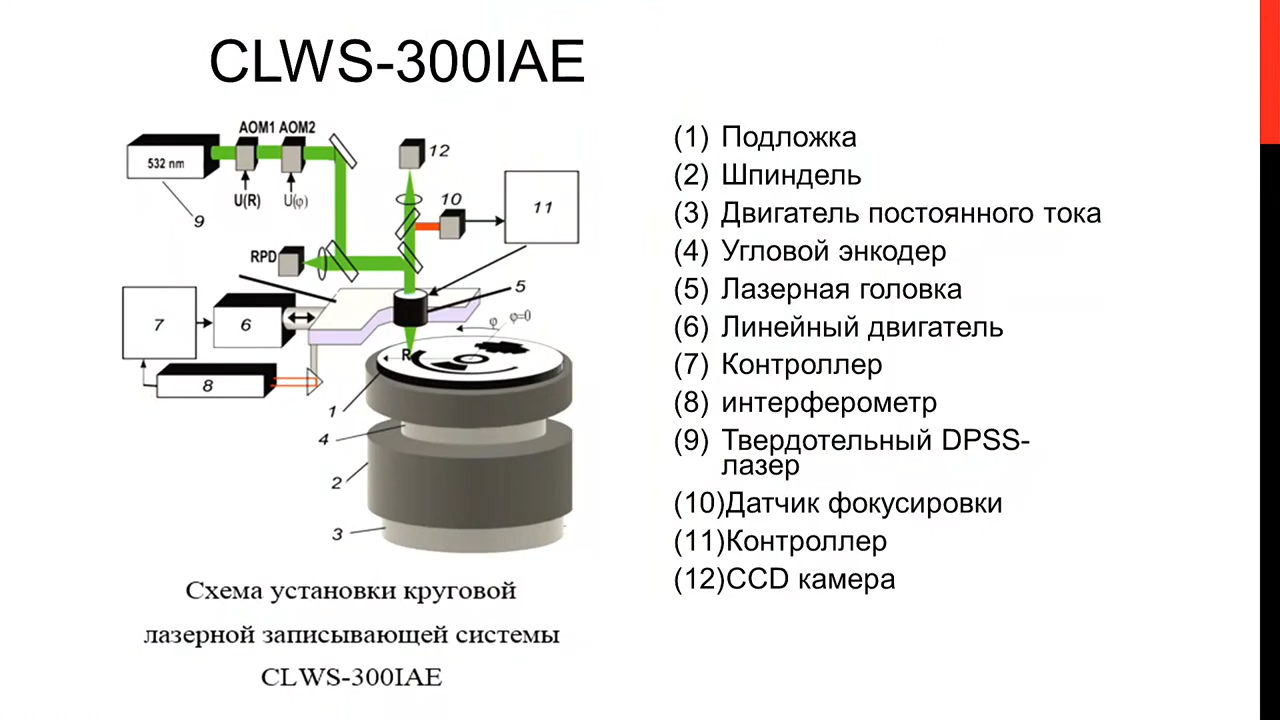 CLWS-300IAE
AOM1 AOM2
532 nm
U(R)
U(φ)
9
12
10
11
RPD
5
7
6
8
φ
φ=0
R
1
4
2
3
Схема установки круговой
лазерной записывающей системы
CLWS-300IAE
(1) Подложка
(2) Шпиндель
(3) Двигатель постоянного тока
(4) Угловой энкодер
(5) Лазерная головка
(6) Линейный двигатель
(7) Контроллер
(8) интерферометр
(9) Твердотельный DPSS-
лазер
(10)Датчик фокусировки
(11)Контроллер
(12)CCD камера